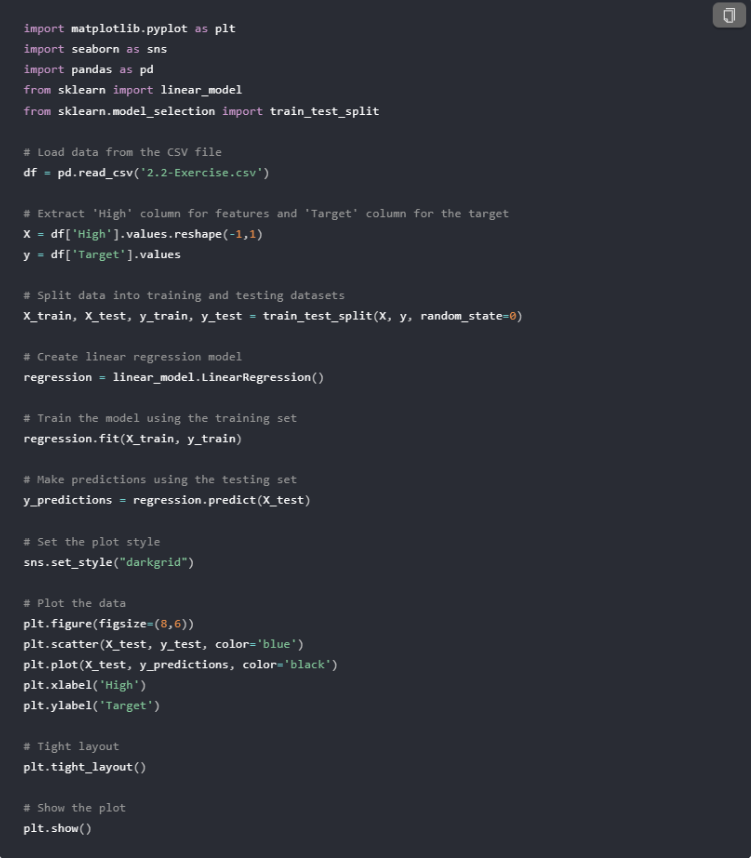 import matplotlib.pyplot as plt
import seaborn as sns
import pandas as pd
from sklearn import linear_model
from sklearn.model_selection import train_test_split
# Load data from the CSV file
df = pd.read_csv('2.2-Exercise.csv')
# Extract 'High' column for features and 'Target' column for the target
X = df['High'].values.reshape(-1,1)
y = df['Target'].values
# Split data into training and testing datasets
X_train, X_test, y_train, y_test = train_test_split(X, y, random_state=0)
# Create linear regression model
regression = linear_model.LinearRegression()
# Train the model using the training set
regression.fit(X_train, y_train)
# Make predictions using the testing set
y_predictions = regression.predict(X_test)
# Set the plot style
sns.set_style("darkgrid")
# Plot the data
plt.figure(figsize=(8,6))
plt.scatter(X_test, y_test, color='blue')
plt.plot(X_test, y_predictions, color='black')
plt.xlabel('High')
plt.ylabel('Target')
# Tight layout
plt.tight_layout()
# Show the plot
plt.show()